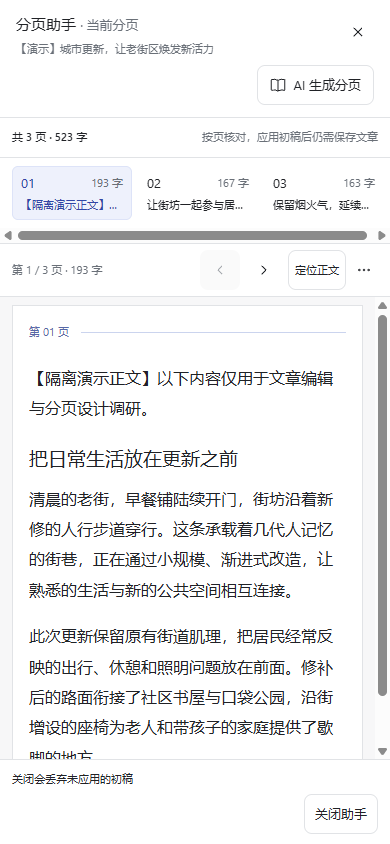 分页助手 · 当前分页
【演示】城市更新，让老街区焕发新活力
AI 生成分页
共 3 页 · 523 字
按页核对，应用初稿后仍需保存文章
01 193 字
【隔离演示正文】...
02 167 字
让街坊一起参与居...
03 163 字
保留烟火气，延续...
第 1 / 3 页 · 193 字
定位正文
第 01 页
【隔离演示正文】以下内容仅用于文章编辑
与分页设计调研。
把日常生活放在更新之前
清晨的老街，早餐铺陆续开门，街坊沿着新
修的人行步道穿行。这条承载着几代人记忆
的街巷，正在通过小规模、渐进式改造，让
熟悉的生活与新的公共空间相互连接。
此次更新保留原有街道肌理，把居民经常反
映的出行、休憩和照明问题放在前面。修补
后的路面衔接了社区书屋与口袋公园，沿街
增设的座椅为老人和带孩子的家庭提供了歇
脚的地方
关闭会丢弃未应用的初稿
关闭助手